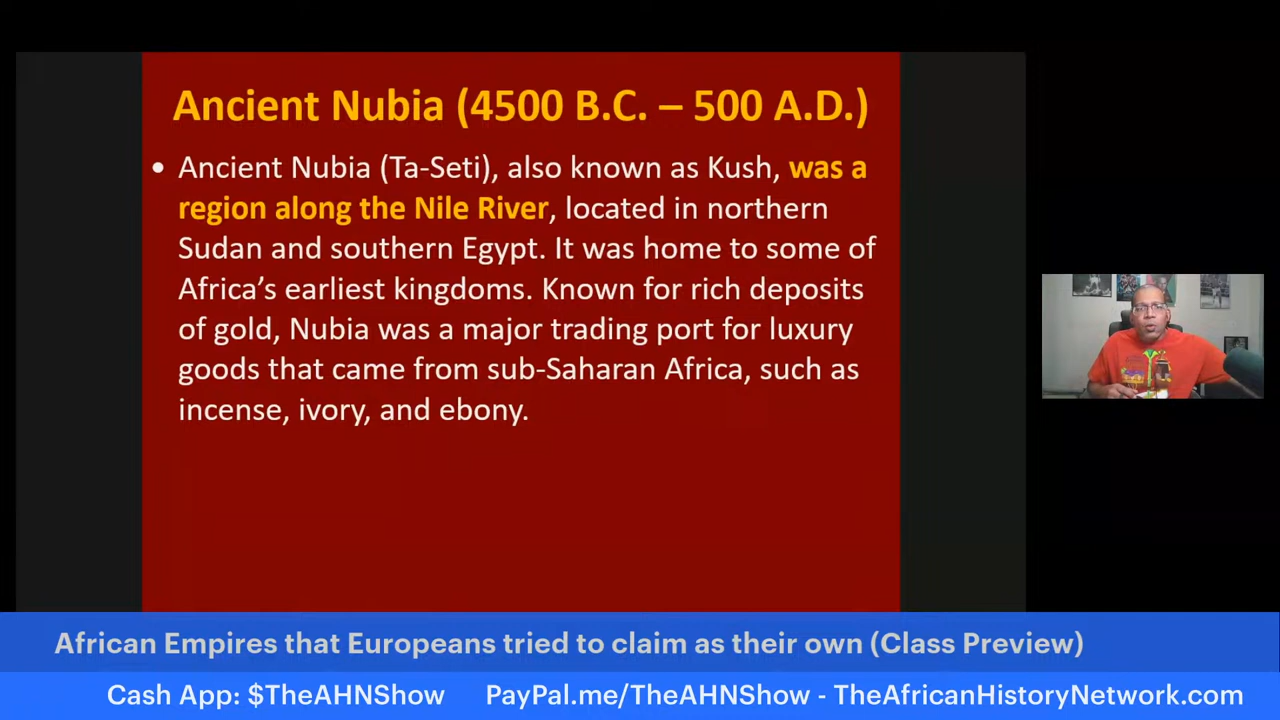 Ancient Nubia (4500 B.C. – 500 A.D.)
• Ancient Nubia (Ta-Seti), also known as Kush, was a
region along the Nile River, located in northern
Sudan and southern Egypt. It was home to some of
Africa’s earliest kingdoms. Known for rich deposits
of gold, Nubia was a major trading port for luxury
goods that came from sub-Saharan Africa, such as
incense, ivory, and ebony.
African Empires that Europeans tried to claim as their own (Class Preview)
Cash App: $TheAHNShow PayPal.me/TheAHNShow - TheAfricanHistoryNetwork.com